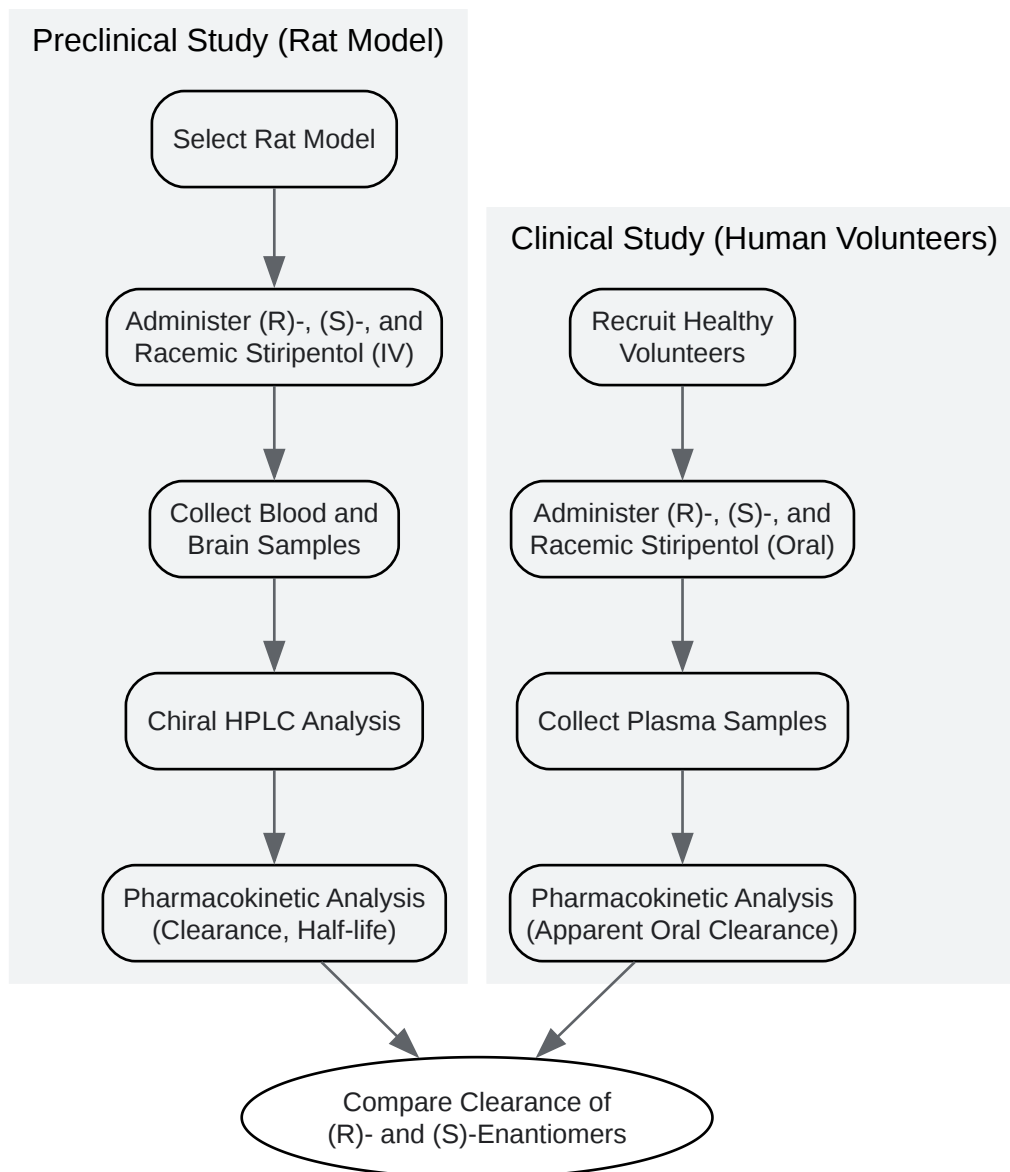 Preclinical Study (Rat Model)
Select Rat Model
Administer (R)-, (S)-, and
Racemic Stiripentol (IV)
Collect Blood and
Brain Samples
Chiral HPLC Analysis
Pharmacokinetic Analysis
(Clearance, Half-life)
Clinical Study (Human Volunteers)
Recruit Healthy
Volunteers
Administer (R)-, (S)-, and
Racemic Stiripentol (Oral)
Collect Plasma Samples
Pharmacokinetic Analysis
(Apparent Oral Clearance)
Compare Clearance of
(R)- and (S)-Enantiomers